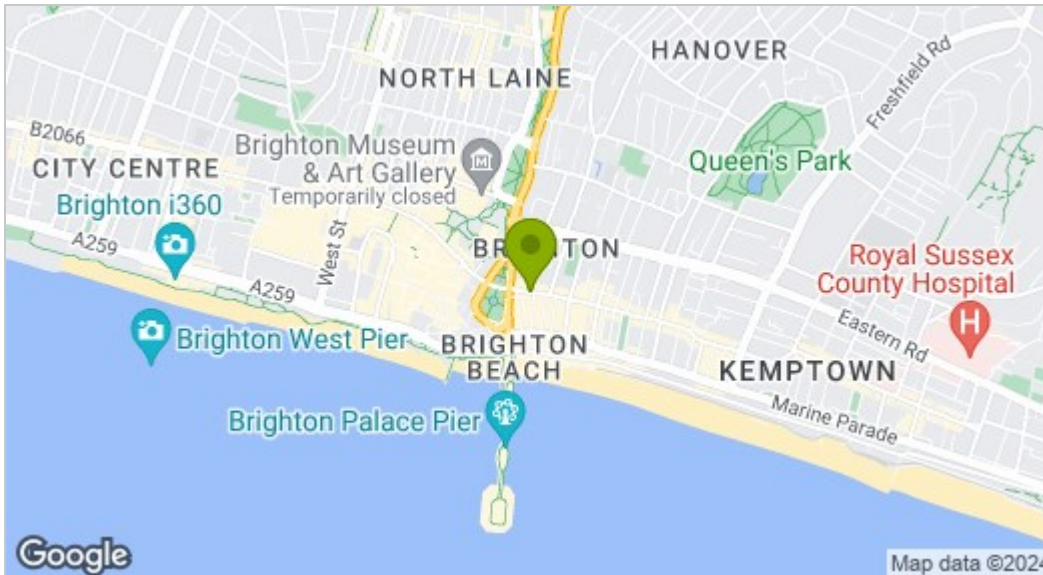 HANOVER
NORTH LAINE
Freshfield Rd
B2066
Brighton Museum
& Art Gallery
Temporarily closed
Queen's Park
CITY CENTRE
Brighton i360
West St
A259
Royal Sussex
County Hospital
H
A259
Eastern Rd
Brighton West Pier
BRIGHTON
BEACH
KEMPTOWN
Marine Parade
Brighton Palace Pier
Google
Map data ©2024